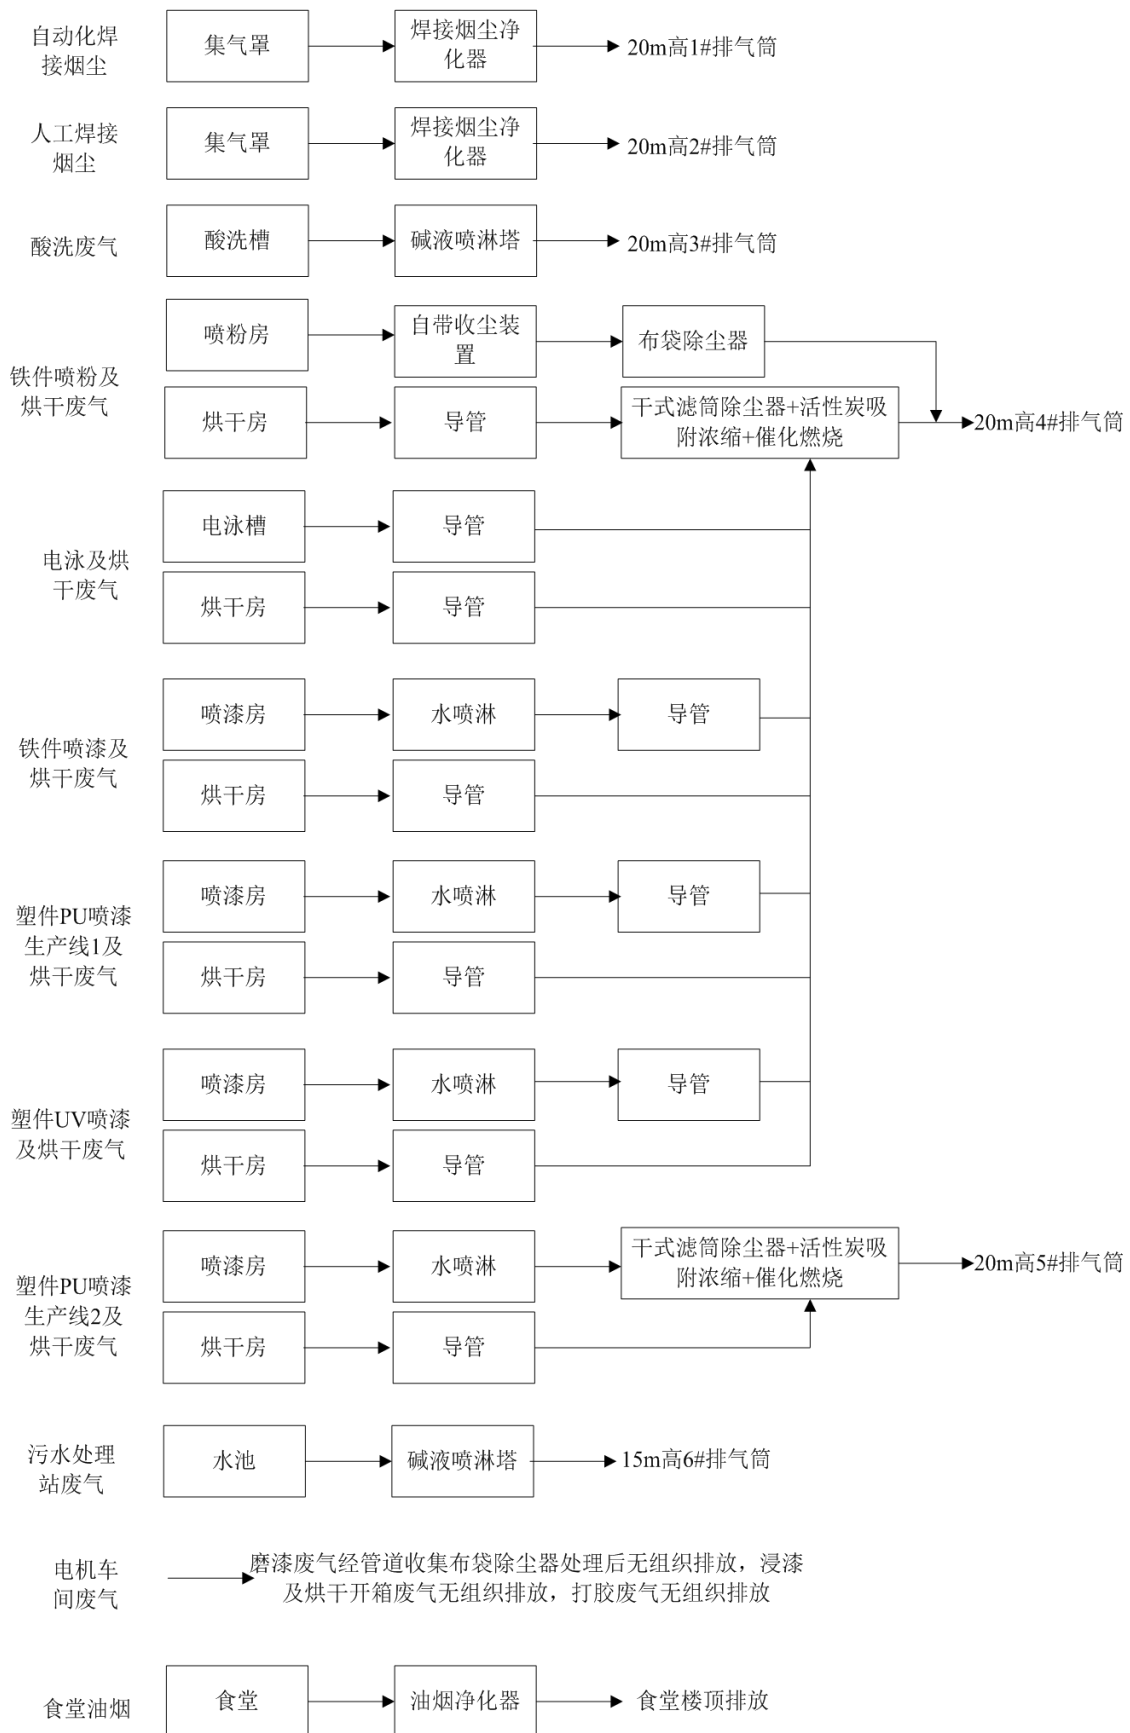 自动化焊
接烟尘
集气罩
焊接烟尘净
化器
20m高1#排气筒
人工焊接
烟尘
集气罩
焊接烟尘净
化器
20m高2#排气筒
酸洗废气
酸洗槽
碱液喷淋塔
20m高3#排气筒
铁件喷粉及
烘干废气
喷粉房
自带收尘装
置
布袋除尘器
烘干房
导管
干式滤筒除尘器+活性炭吸
附浓缩+催化燃烧
20m高4#排气筒
电泳及烘
干废气
电泳槽
导管
烘干房
导管
铁件喷漆及
烘干废气
喷漆房
水喷淋
导管
烘干房
导管
塑件PU喷漆
生产线1及
烘干废气
喷漆房
水喷淋
导管
烘干房
导管
塑件UV喷漆
及烘干废气
喷漆房
水喷淋
导管
烘干房
导管
塑件PU喷漆
生产线2及
烘干废气
喷漆房
水喷淋
干式滤筒除尘器+活性炭吸
附浓缩+催化燃烧
20m高5#排气筒
烘干房
导管
污水处理
站废气
水池
碱液喷淋塔
15m高6#排气筒
电机车
间废气
磨漆废气经管道收集布袋除尘器处理后无组织排放，浸漆
及烘干开箱废气无组织排放，打胶废气无组织排放
食堂油烟
食堂
油烟净化器
食堂楼顶排放